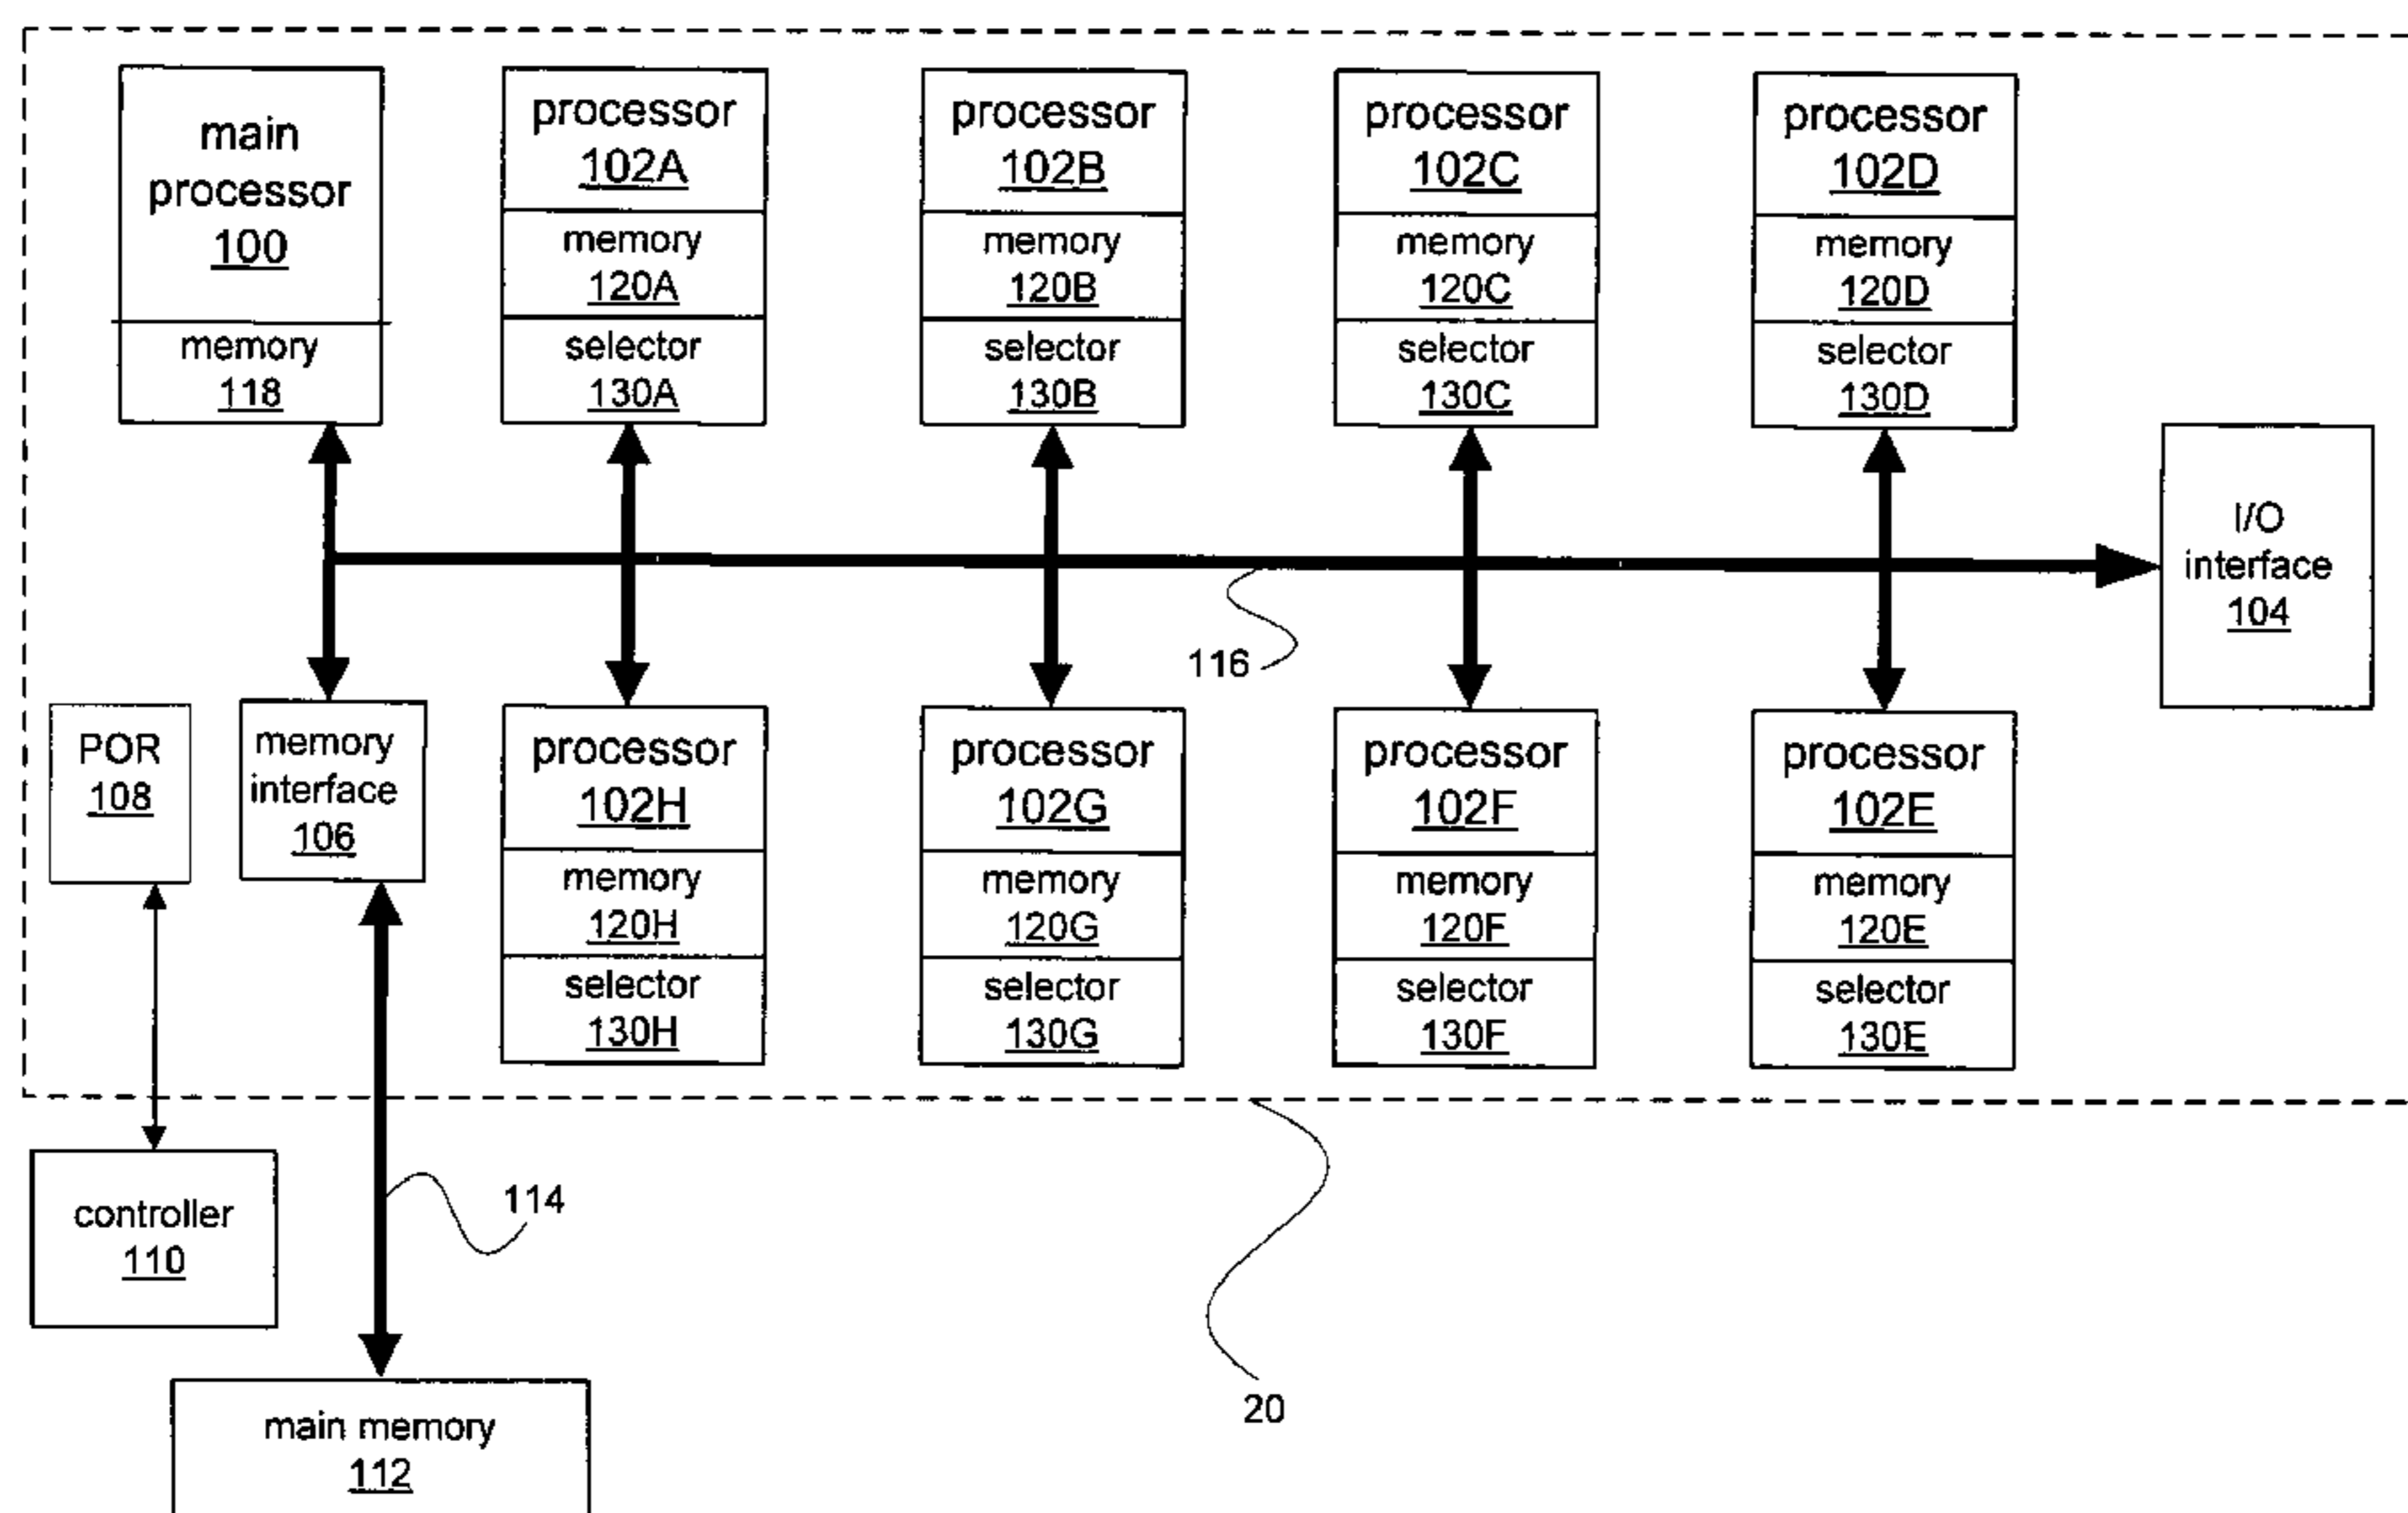 main
processor
100
memory
118
processor
102A
memory
120A
selector
130A
processor
102B
memory
120B
selector
130B
processor
102C
memory
120C
selector
130C
processor
102D
memory
120D
selector
130D
I/O
interface
104
116
POR
108
memory
interface
106
processor
102H
memory
120H
selector
130H
processor
102G
memory
120G
selector
130G
processor
102F
memory
120F
selector
130F
processor
102E
memory
120E
selector
130E
controller
110
114
20
main memory
112